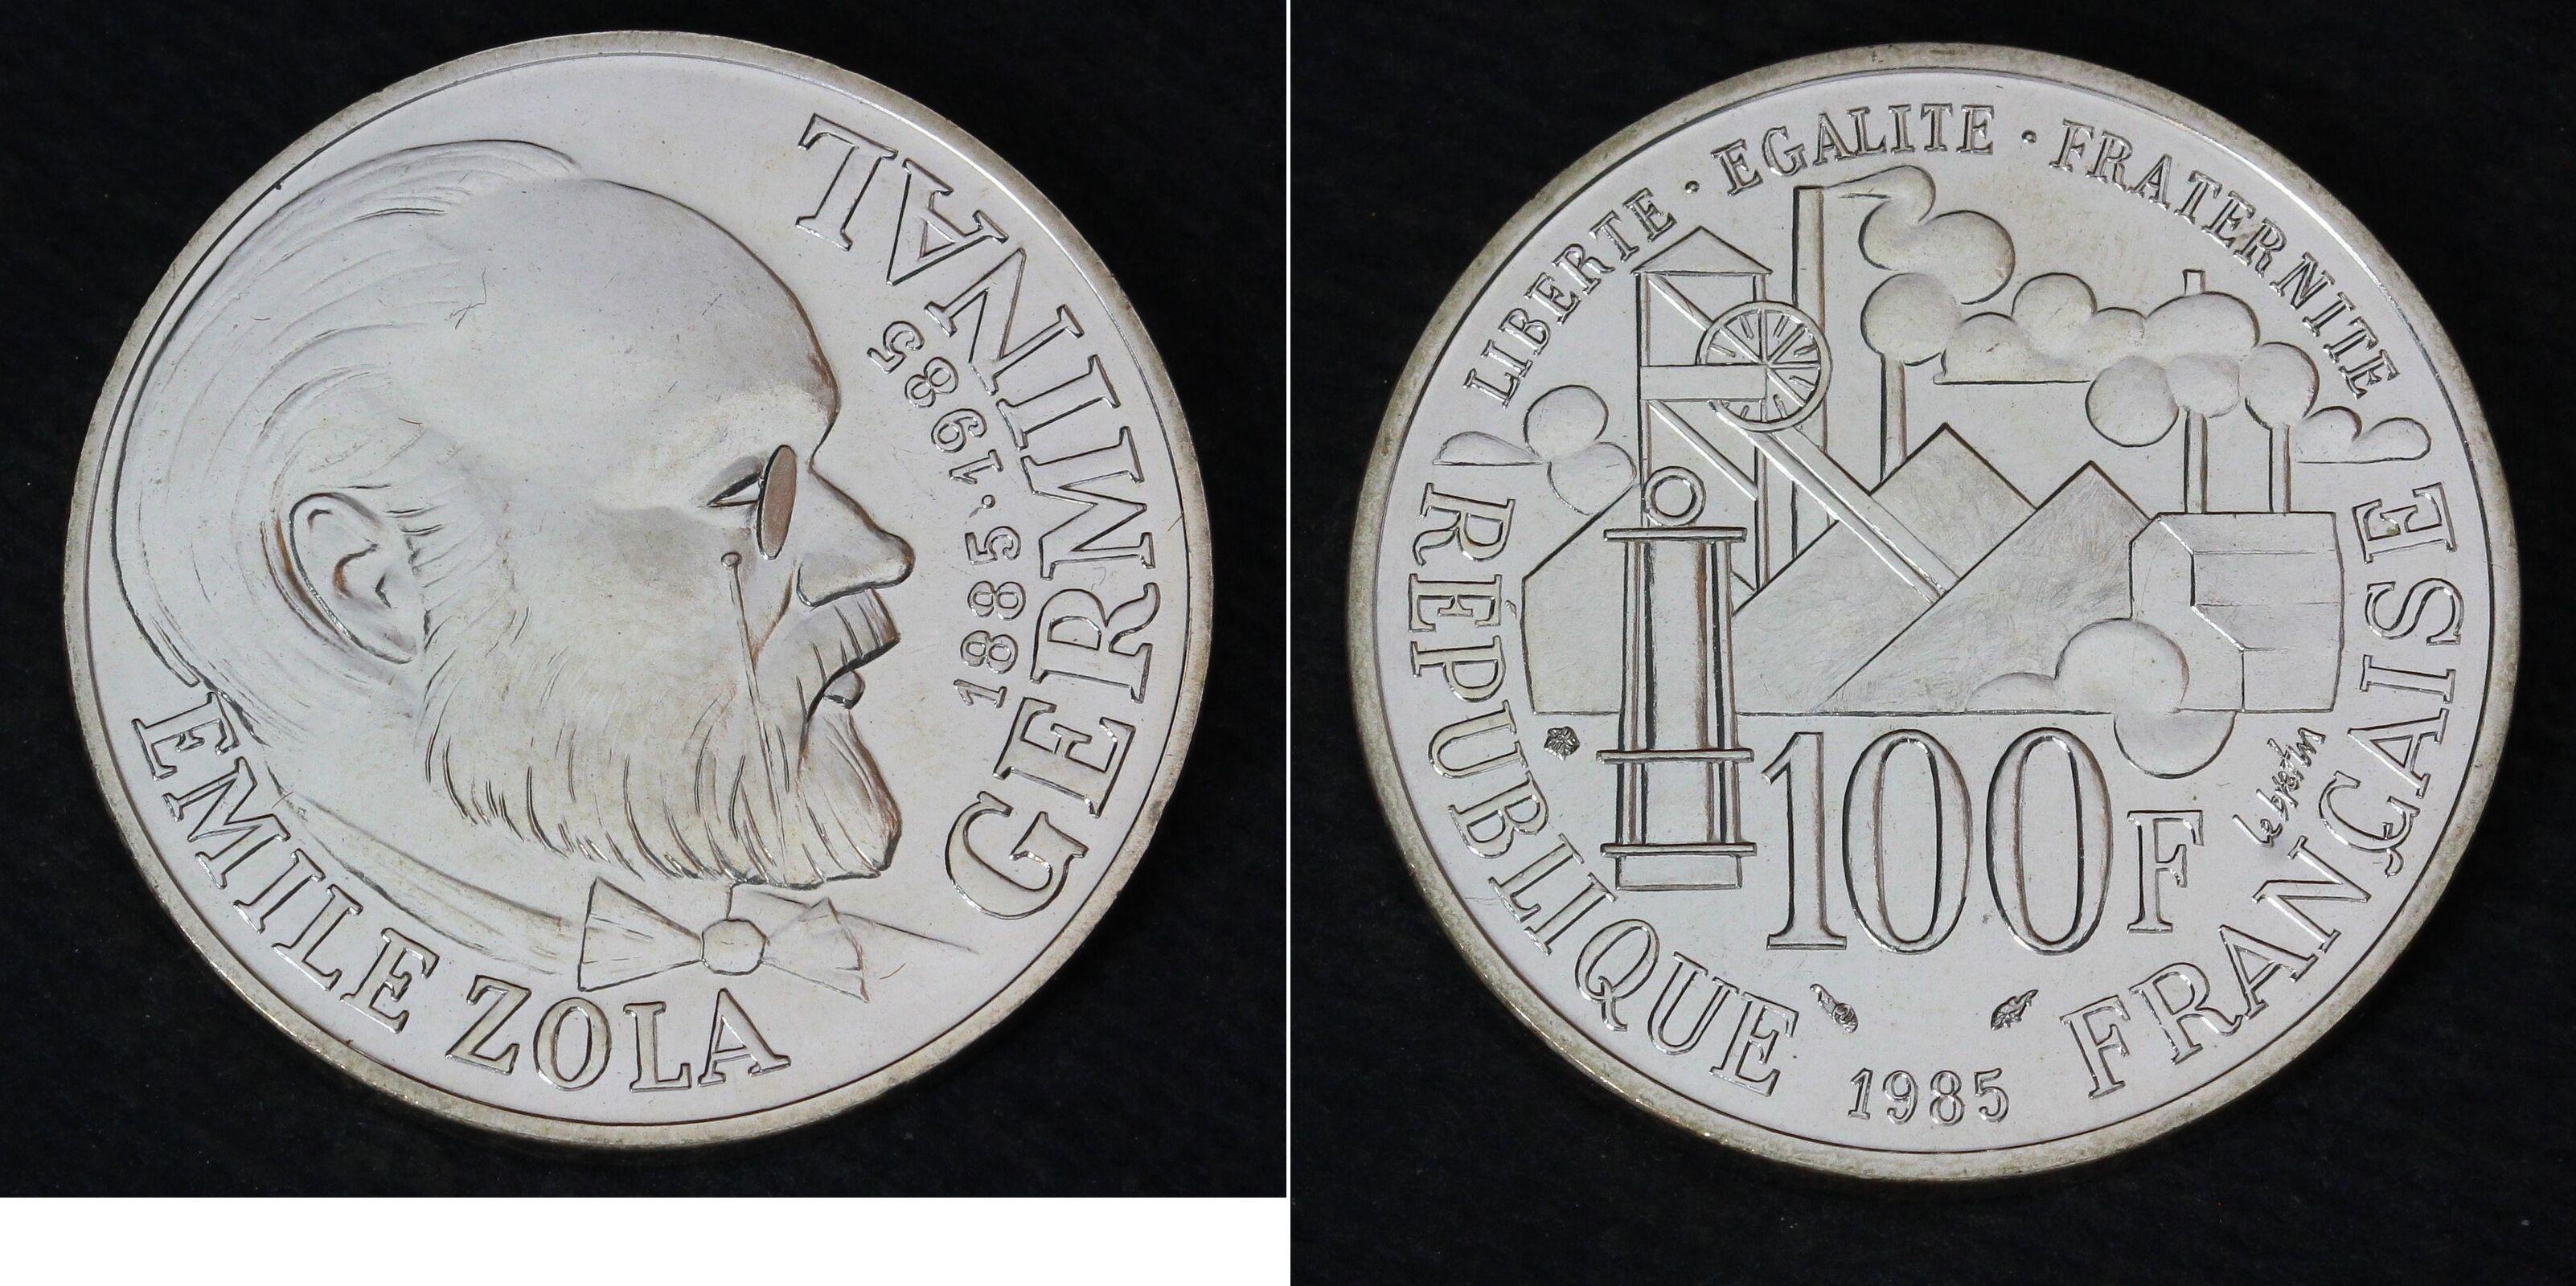 EMILE ZOLA
GERMINAL
1885.1985
LIBERTE · EGALITE · FRATERNITE
RÉPUBLIQUE FRANÇAISE
100F
1985